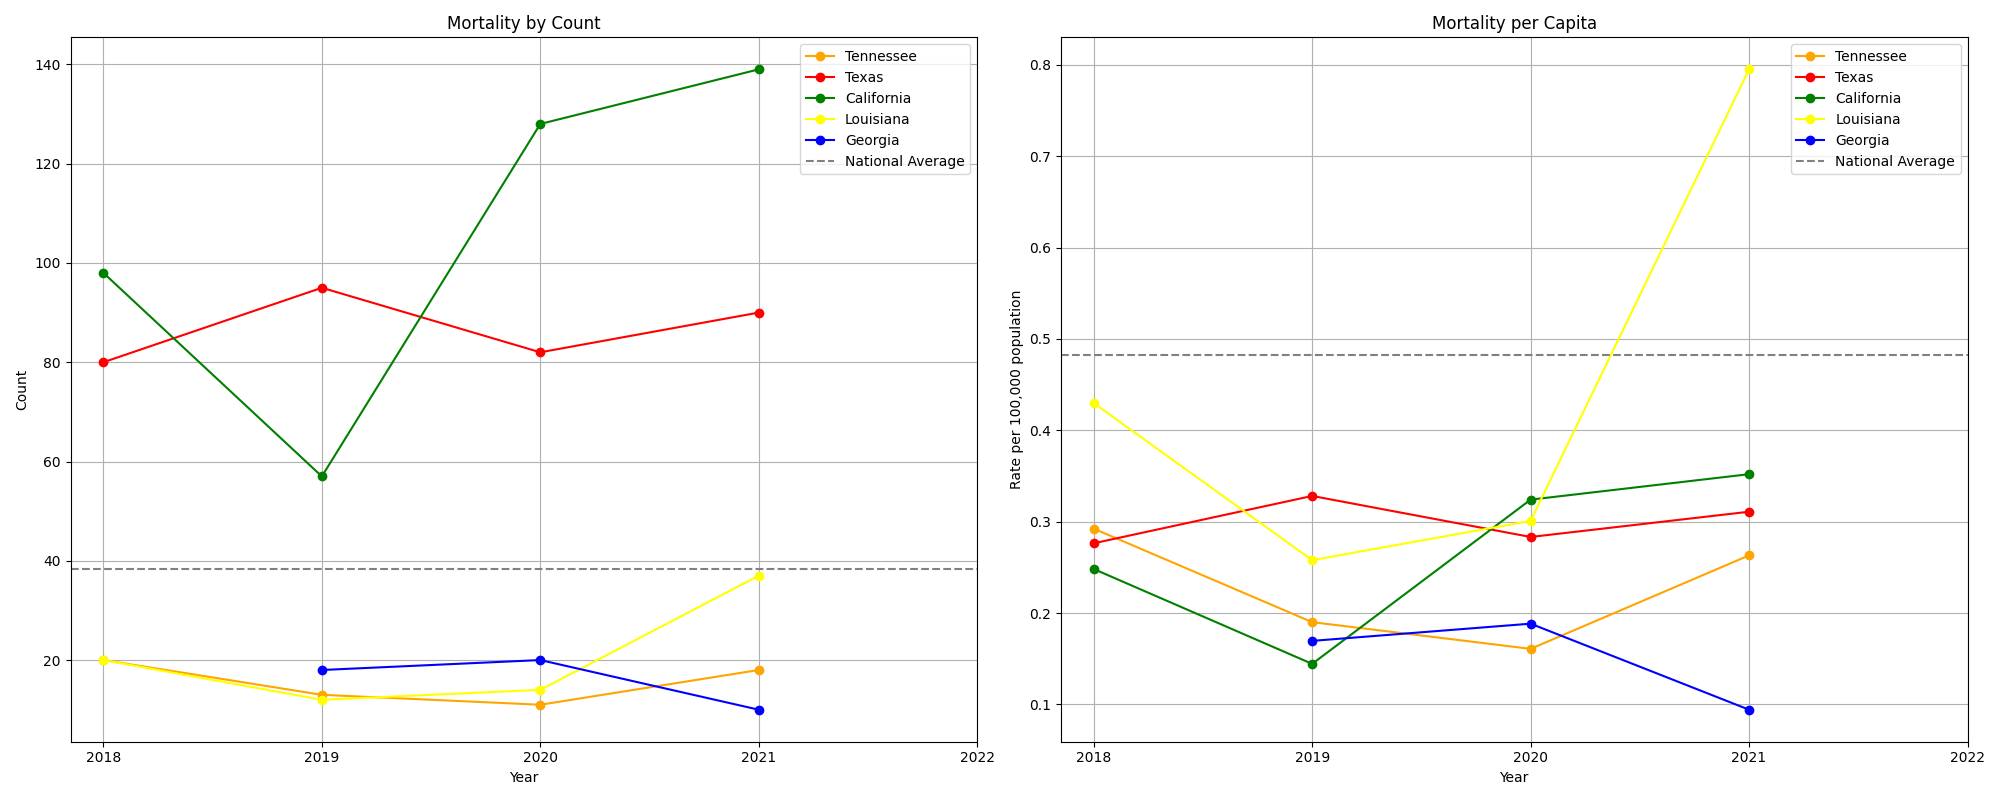 Mortality by Count
140
120
100
80
60
40
20
Count
2018
2019
2020
2021
2022
Year
Tennessee
Texas
California
Louisiana
Georgia
National Average
Mortality per Capita
0.8
0.7
0.6
0.5
0.4
0.3
0.2
0.1
Rate per 100,000 population
2018
2019
2020
2021
2022
Year
Tennessee
Texas
California
Louisiana
Georgia
National Average